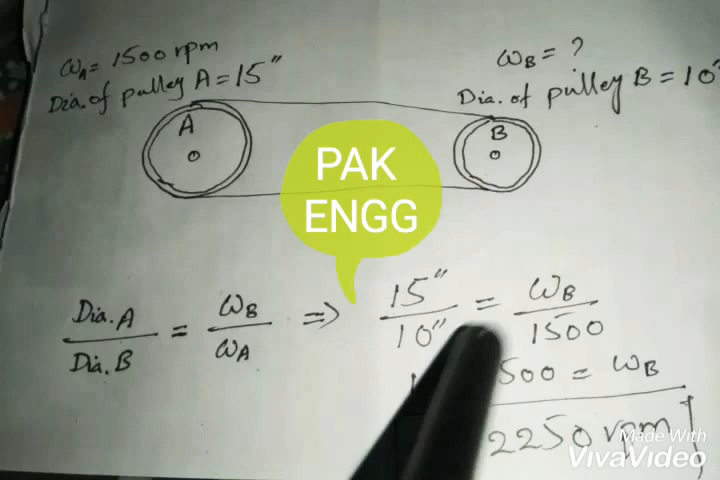 ωA = 1500 rpm
Dia. of pulley A = 15"
ωB = ?
Dia. of pulley B = 10"
A
B
PAK
ENGG
Dia. A / Dia. B = ωB / ωA => 15" / 10" = ωB / 1500
500 = ωB
2250 rpm
Made With
VivaVideo